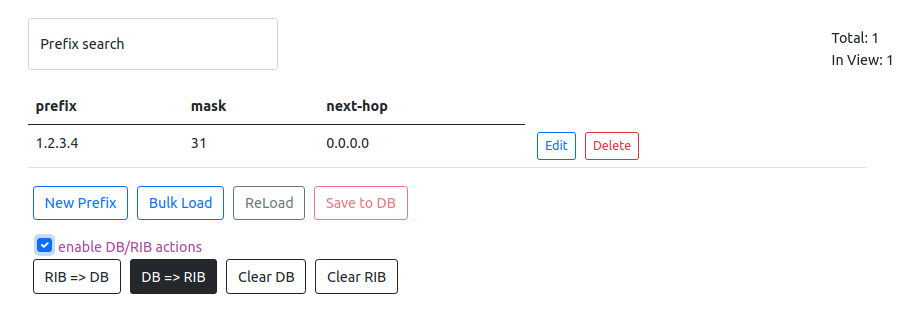 Prefix search
Total: 1
In View: 1
prefix mask next-hop
1.2.3.4 31 0.0.0.0 Edit Delete
New Prefix Bulk Load ReLoad Save to DB
enable DB/RIB actions
RIB => DB DB => RIB Clear DB Clear RIB